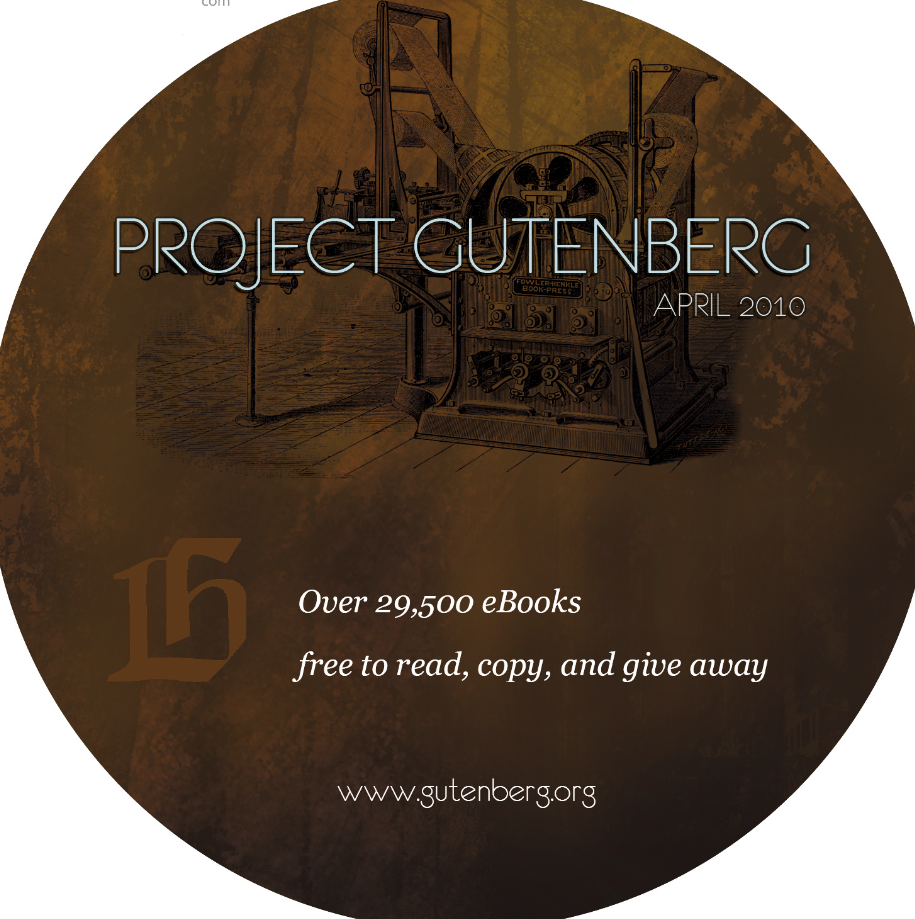 com
PROJECT GUTENBERG
FOWLER-HENKLE
BOOK-PRESS
APRIL 2010
Over 29,500 eBooks
free to read, copy, and give away
www.gutenberg.org